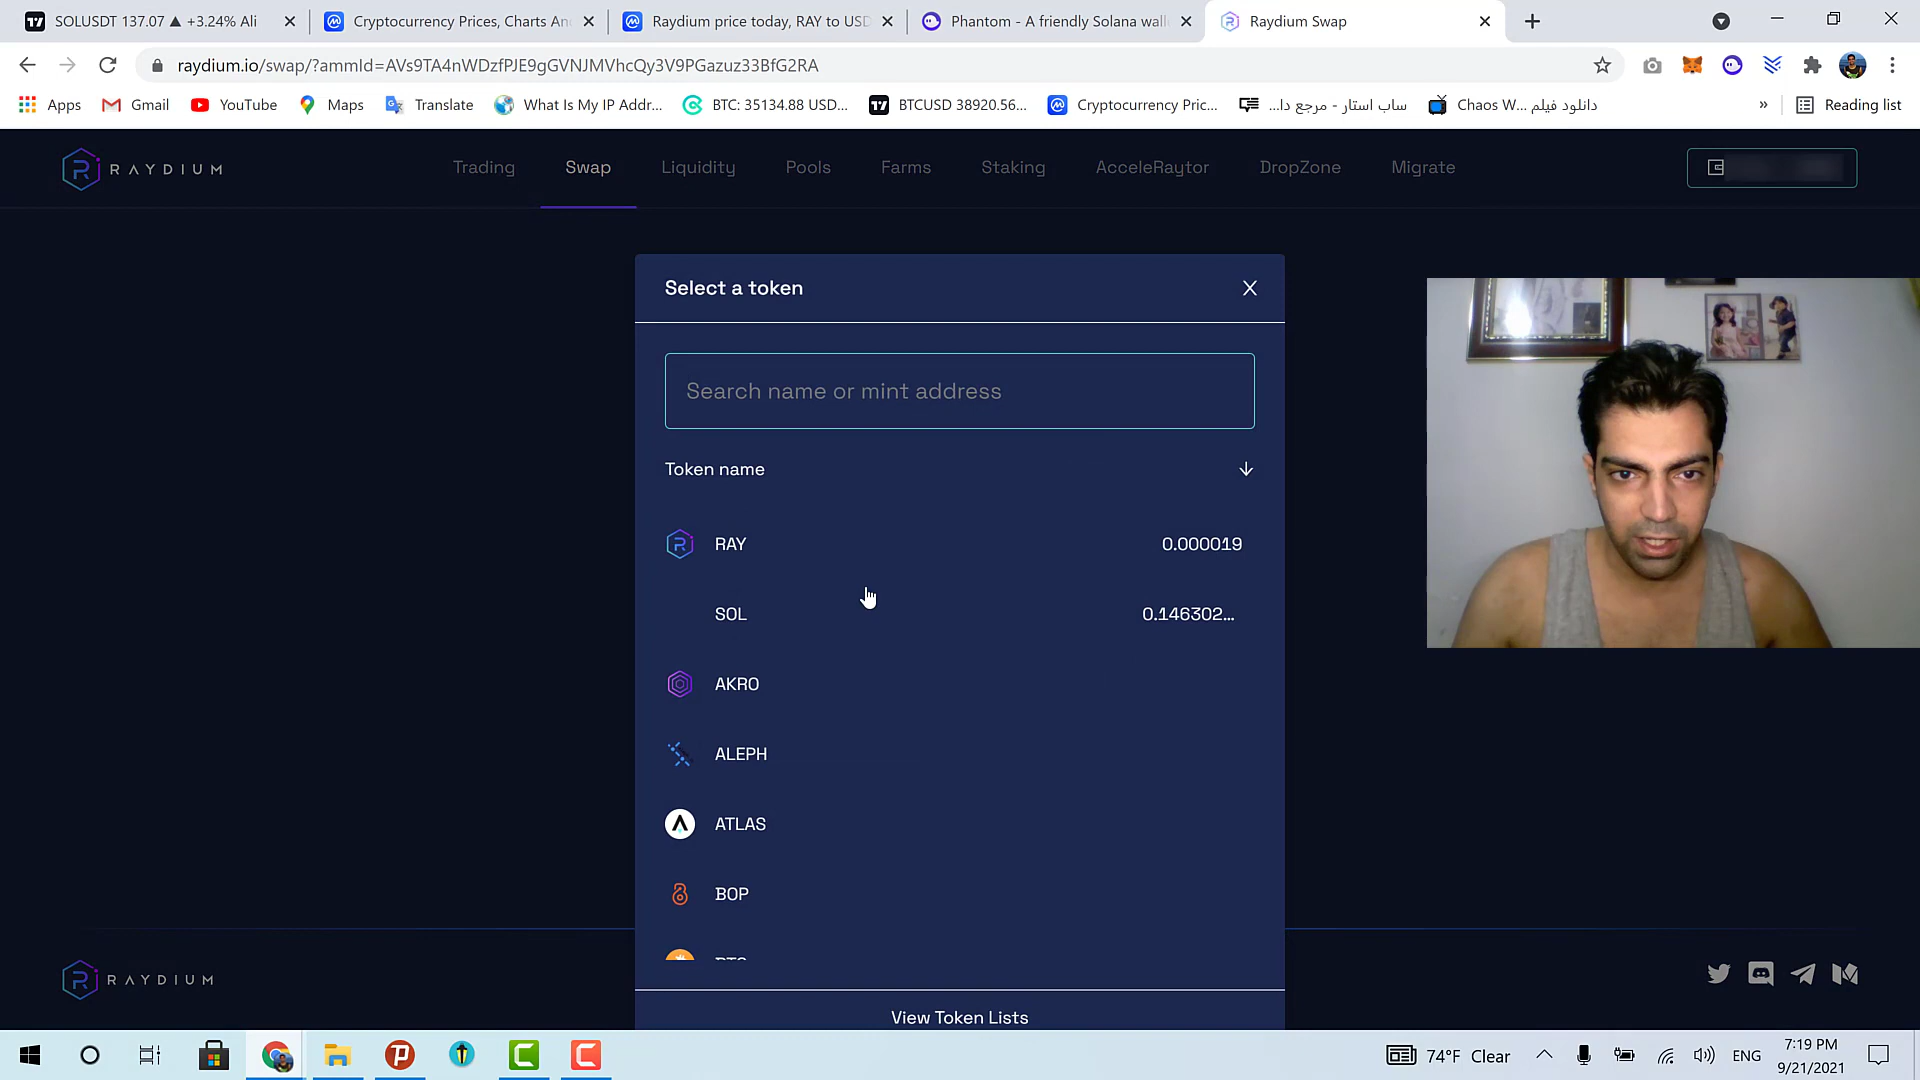 SOLUSDT 137.07 ▲ +3.24% Ali
Cryptocurrency Prices, Charts An
Raydium price today, RAY to USD
Phantom - A friendly Solana wall
Raydium Swap
raydium.io/swap/?ammId=AVs9TA4nWDzfPJE9gGVNJMVhcQy3V9PGazuz33BfG2RA
Apps
Gmail
YouTube
Maps
Translate
What Is My IP Addr...
BTC: 35134.88 USD...
BTCUSD 38920.56...
Cryptocurrency Pric...
ساب استار - مرجع دا...
دانلود فیلم Chaos W...
»
Reading list
RAYDIUM
Trading
Swap
Liquidity
Pools
Farms
Staking
AcceleRaytor
DropZone
Migrate
Select a token
Search name or mint address
Token name
RAY 0.000019
SOL 0.146302...
AKRO
ALEPH
ATLAS
BOP
RAYDIUM
View Token Lists
74°F Clear
ENG
7:19 PM
9/21/2021